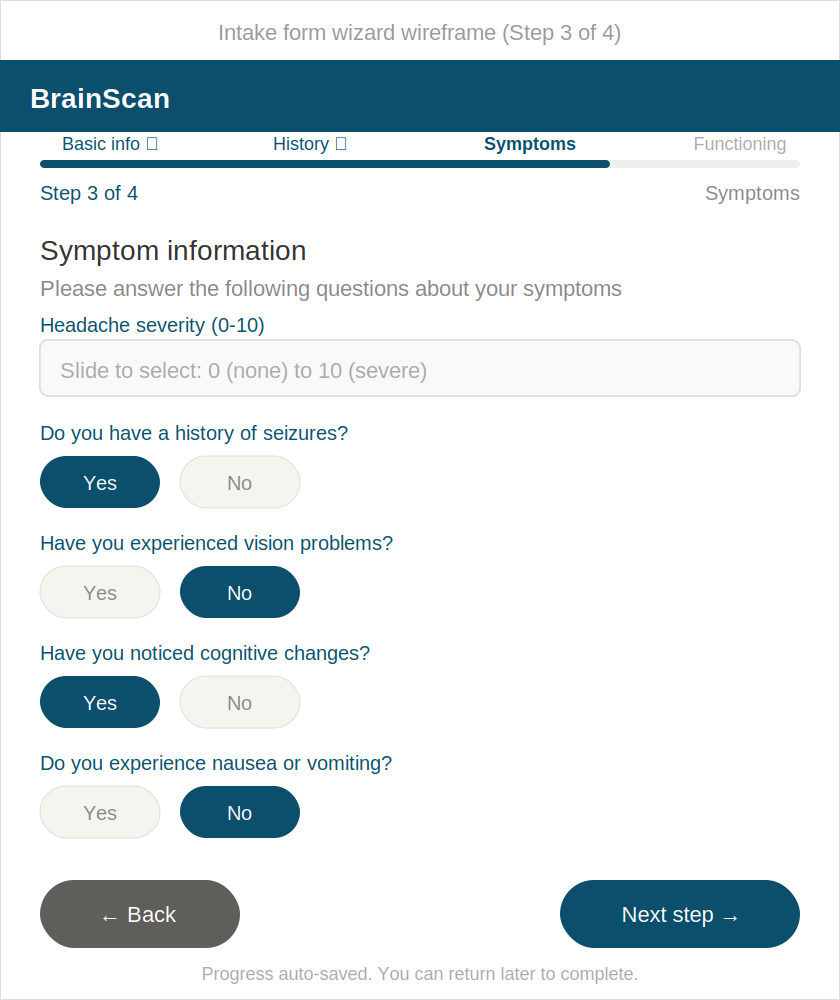 Intake form wizard wireframe (Step 3 of 4)
BrainScan
Basic info History Symptoms Functioning
Step 3 of 4 Symptoms
Symptom information
Please answer the following questions about your symptoms
Headache severity (0-10)
Slide to select: 0 (none) to 10 (severe)
Do you have a history of seizures?
Yes No
Have you experienced vision problems?
Yes No
Have you noticed cognitive changes?
Yes No
Do you experience nausea or vomiting?
Yes No
← Back Next step →
Progress auto-saved. You can return later to complete.